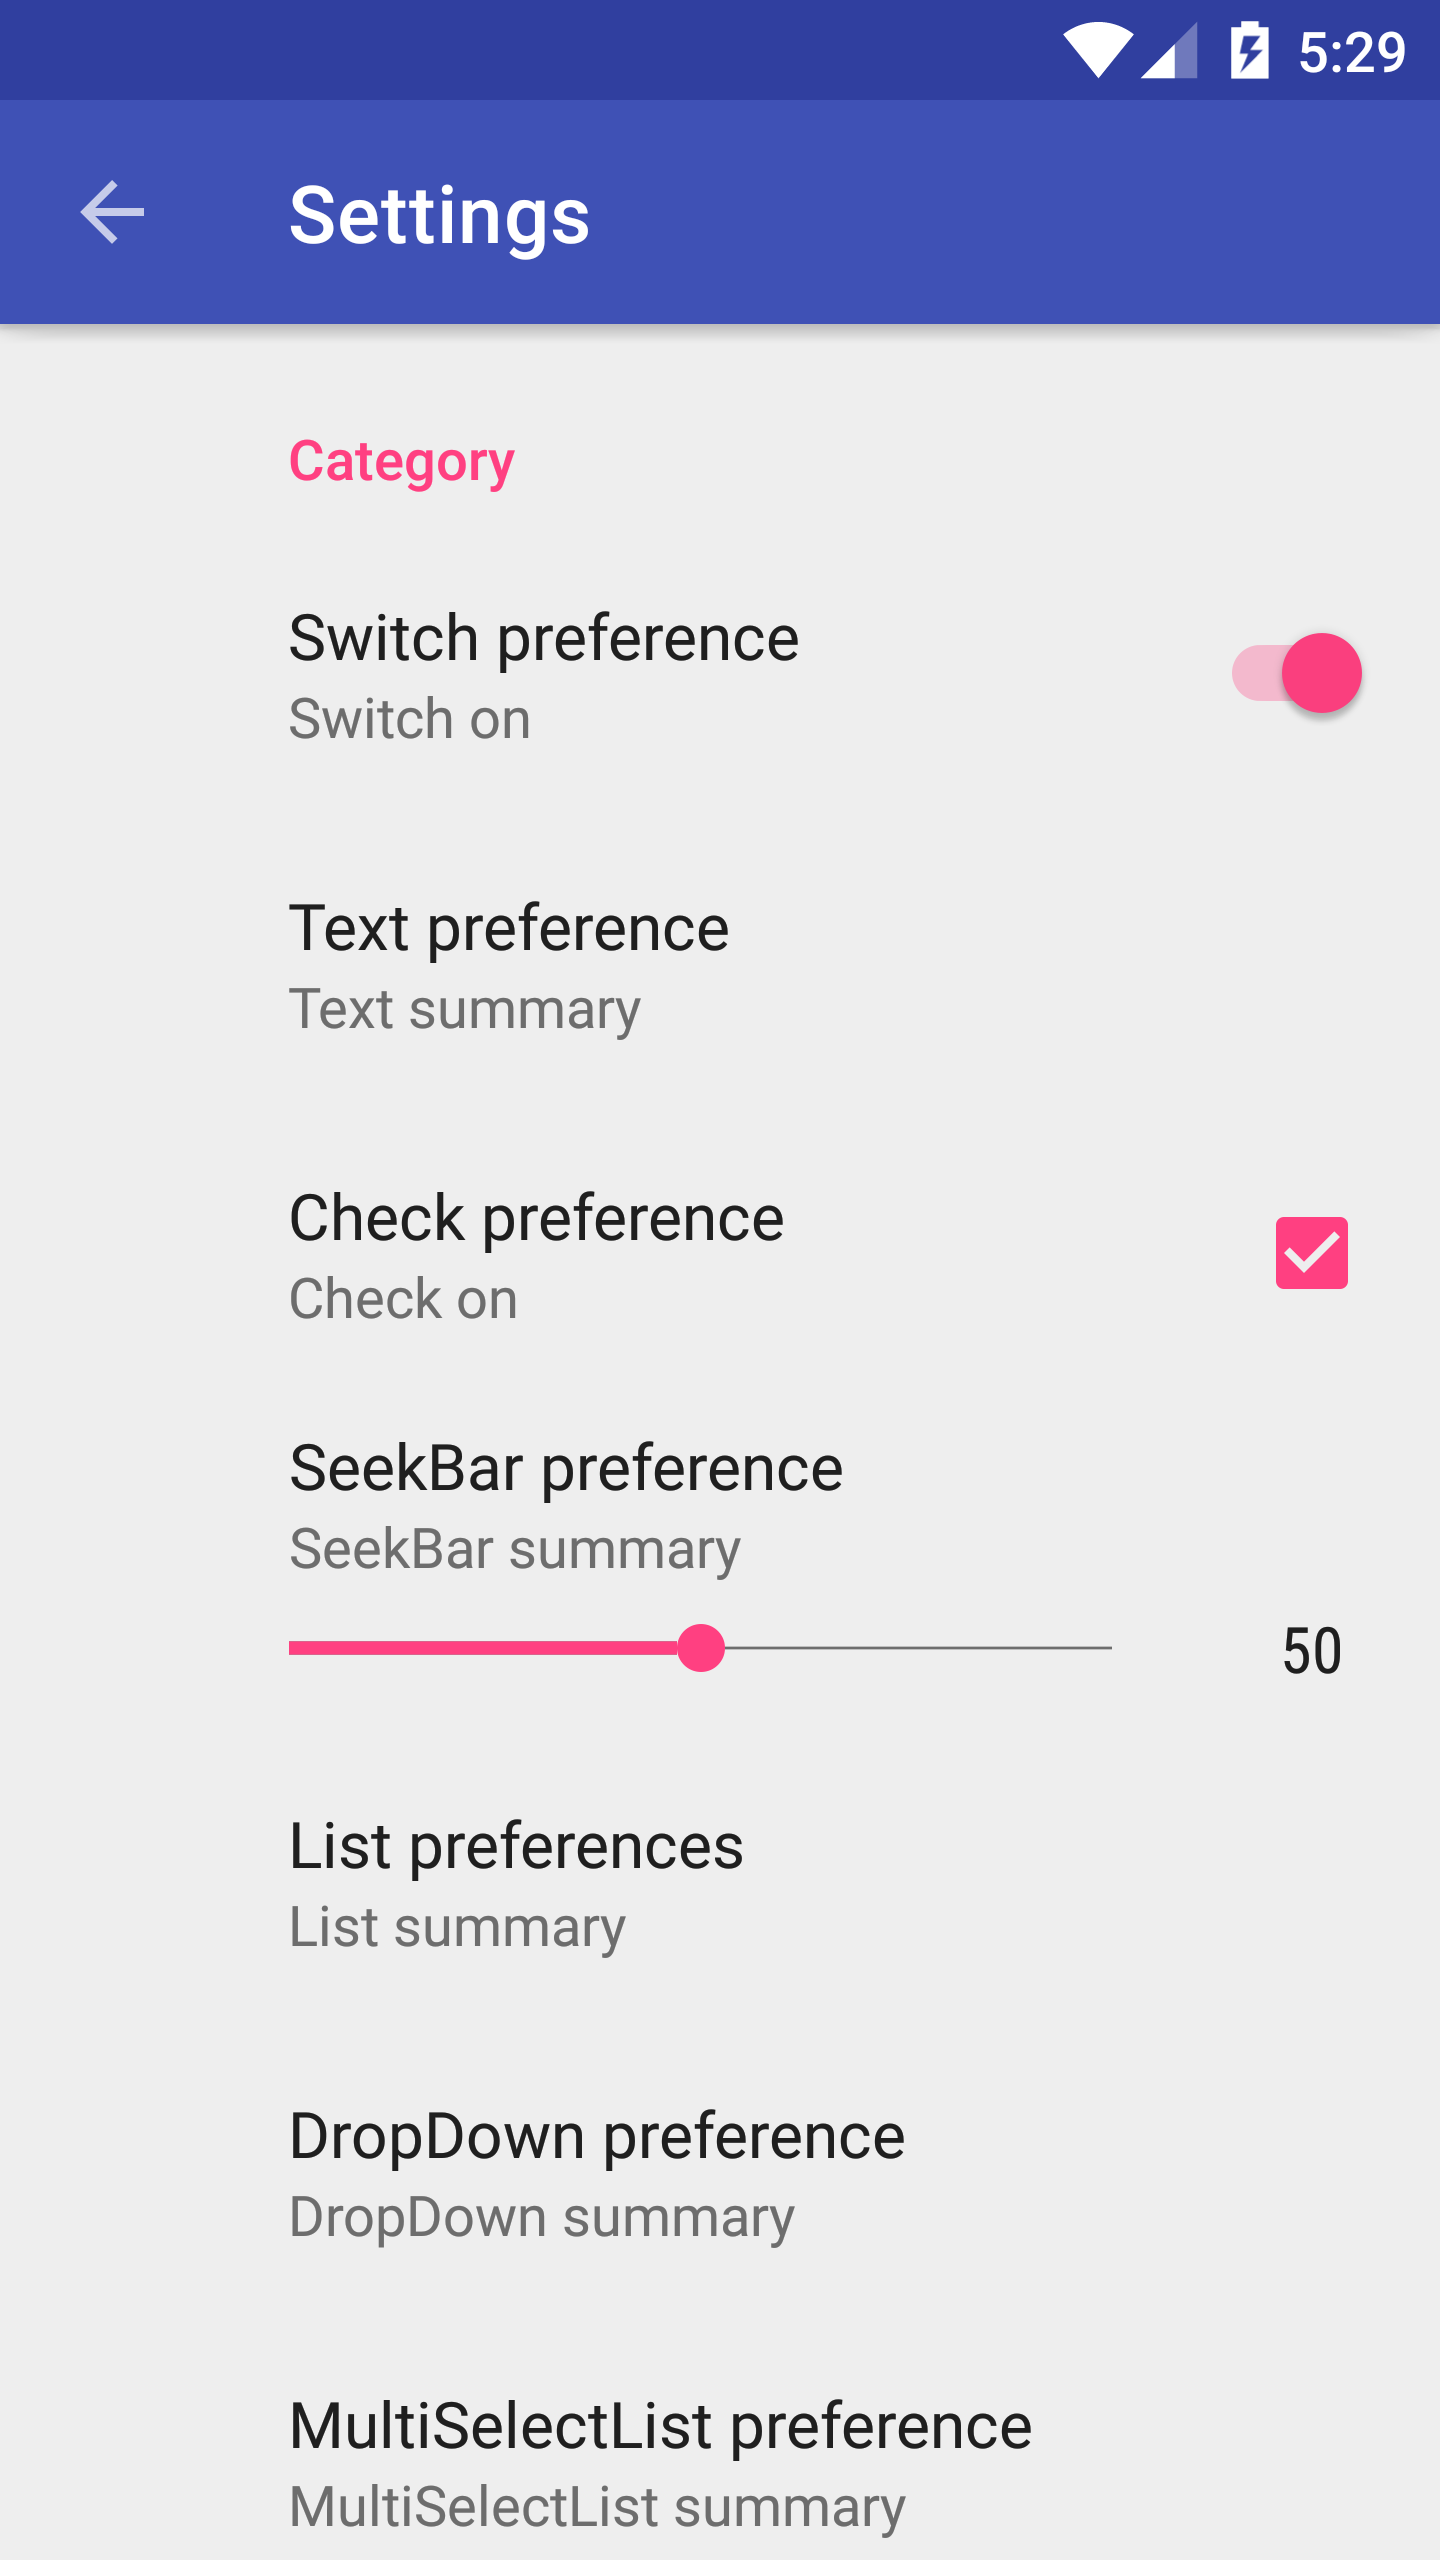 5:29
Settings
Category
Switch preference
Switch on
Text preference
Text summary
Check preference
Check on
SeekBar preference
SeekBar summary
50
List preferences
List summary
DropDown preference
DropDown summary
MultiSelectList preference
MultiSelectList summary